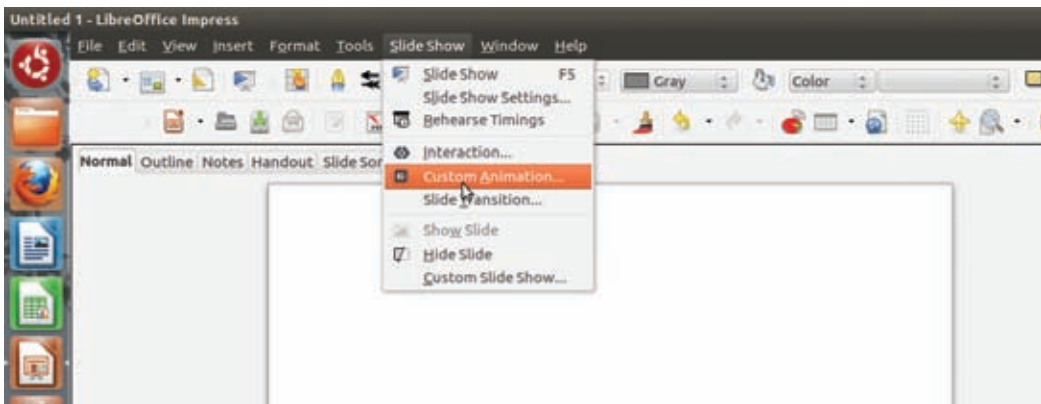 Untitled 1 - LibreOffice Impress
File Edit View Insert Format Tools Slide Show Window Help
Slide Show F5
Gray
Color
Slide Show Settings...
Rehearse Timings
Normal Outline Notes Handout Slide Sor
Interaction...
Custom Animation...
Slide Transition...
Show Slide
Hide Slide
Custom Slide Show...